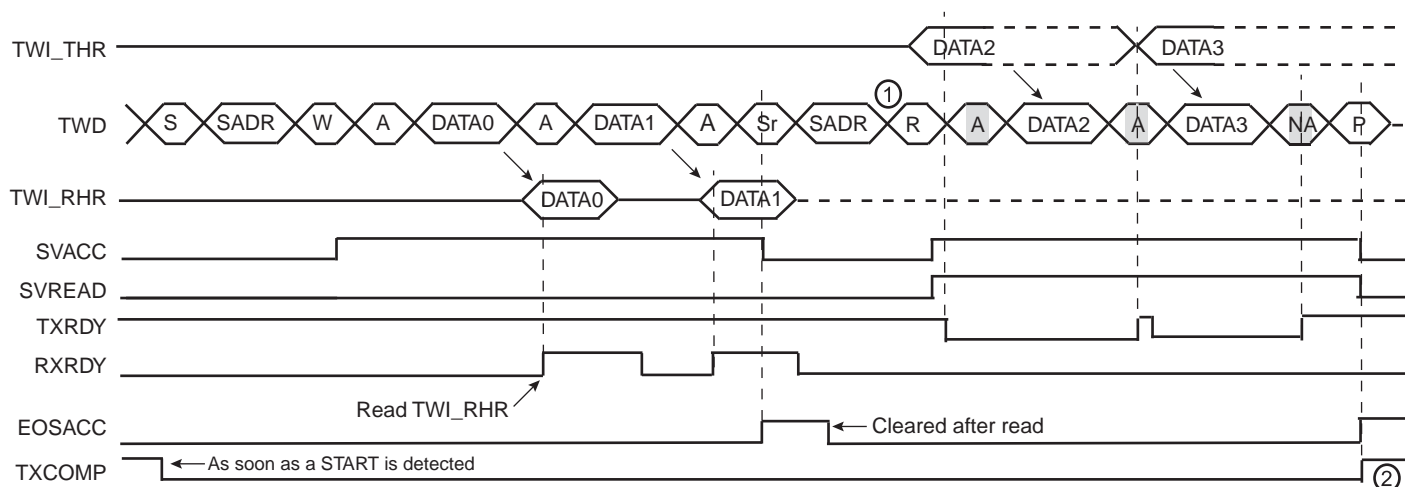 TWI_THR DATA2 DATA3
①
TWD S SADR W A DATA0 A DATA1 A Sr SADR R A DATA2 A DATA3 NA P
TWI_RHR DATA0 DATA1
SVACC
SVREAD
TXRDY
RXRDY
Read TWI_RHR
EOSACC Cleared after read
TXCOMP As soon as a START is detected ②